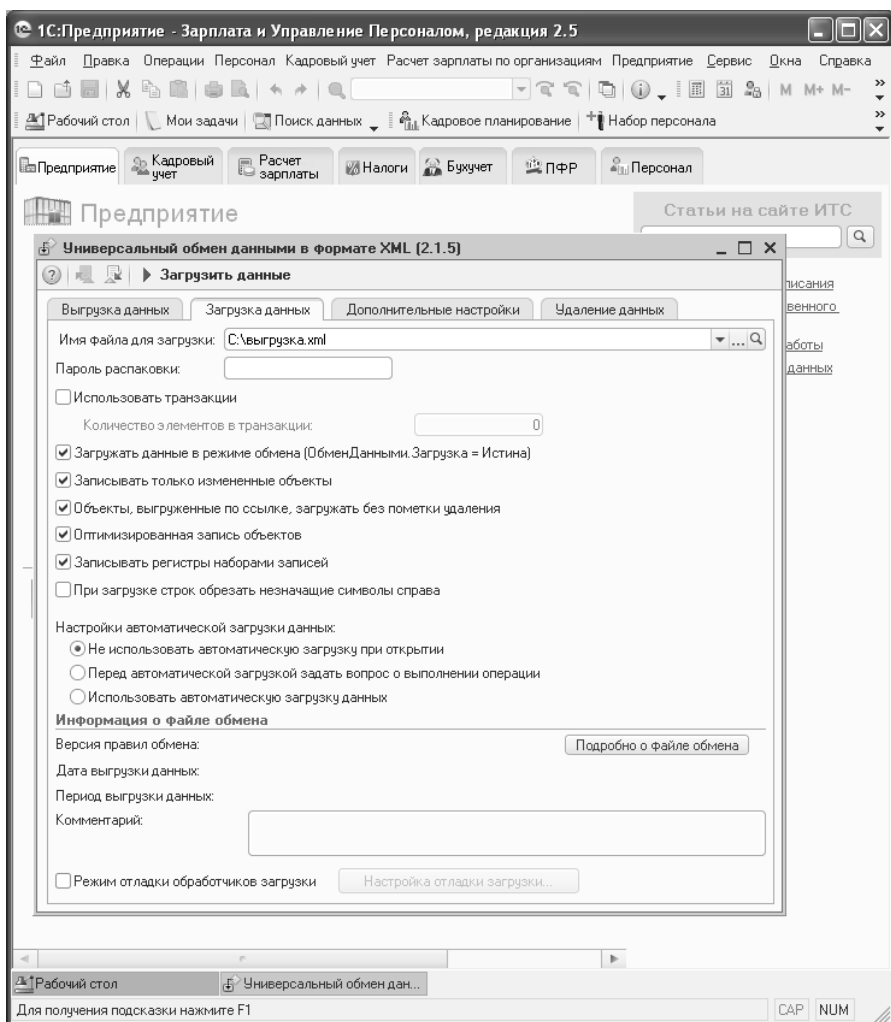 1С:Предприятие - Зарплата и Управление Персоналом, редакция 2.5
Файл Правка Операции Персонал Кадровый учет Расчет зарплаты по организациям Предприятие Сервис Окна Справка
M M+ M-
Рабочий стол Мои задачи Поиск данных Кадровое планирование Набор персонала
Предприятие Кадровый учет Расчет зарплаты Налоги Бухучет ПФР Персонал
Предприятие
Статьи на сайте ИТС
Универсальный обмен данными в формате XML (2.1.5)
Загрузить данные
Выгрузка данных Загрузка данных Дополнительные настройки Удаление данных
Имя файла для загрузки: C:\выгрузка.xml
Пароль распаковки:
Использовать транзакции
Количество элементов в транзакции: 0
Загружать данные в режиме обмена (ОбменДанными.Загрузка = Истина)
Записывать только измененные объекты
Объекты, выгруженные по ссылке, загружать без пометки удаления
Оптимизированная запись объектов
Записывать регистры наборами записей
При загрузке строк обрезать незначащие символы справа
Настройки автоматической загрузки данных:
Не использовать автоматическую загрузку при открытии
Перед автоматической загрузкой задать вопрос о выполнении операции
Использовать автоматическую загрузку данных
Информация о файле обмена
Версия правил обмена: Подробно о файле обмена
Дата выгрузки данных:
Период выгрузки данных:
Комментарий:
Режим отладки обработчиков загрузки Настройка отладки загрузки...
данных
Рабочий стол Универсальный обмен дан...
Для получения подсказки нажмите F1 CAP NUM